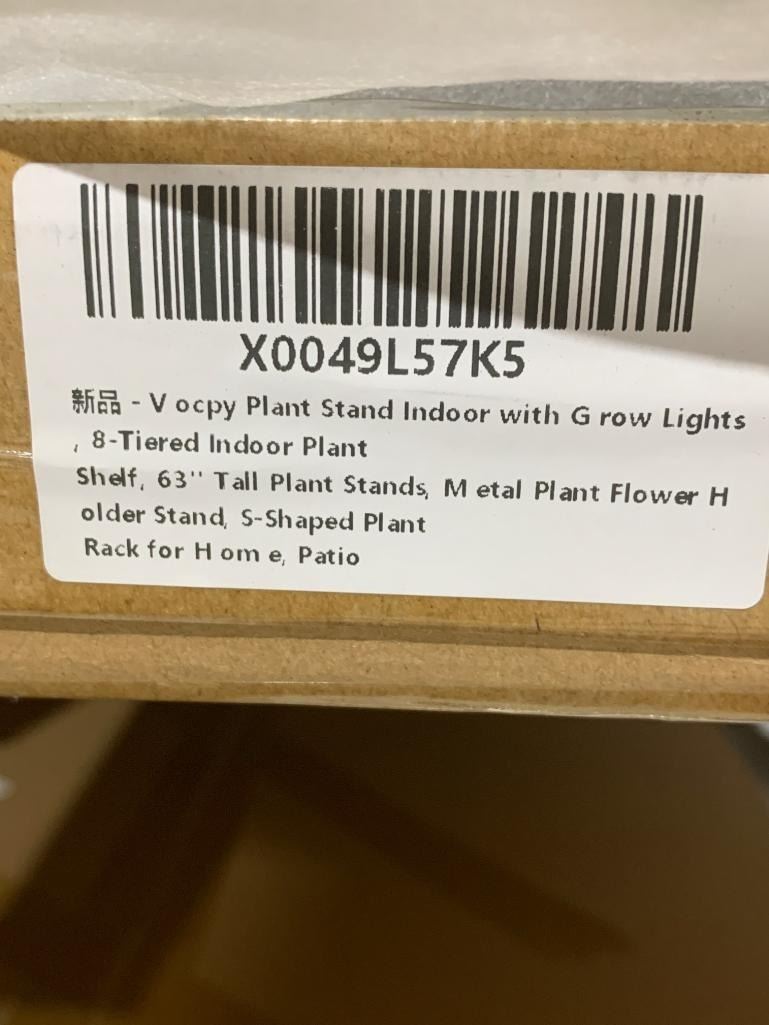 X0049L57K5
新品 - V ocpy Plant Stand Indoor with G row Lights
, 8-Tiered Indoor Plant
Shelf, 63'' Tall Plant Stands, M etal Plant Flower H
older Stand, S-Shaped Plant
Rack for H om e, Patio